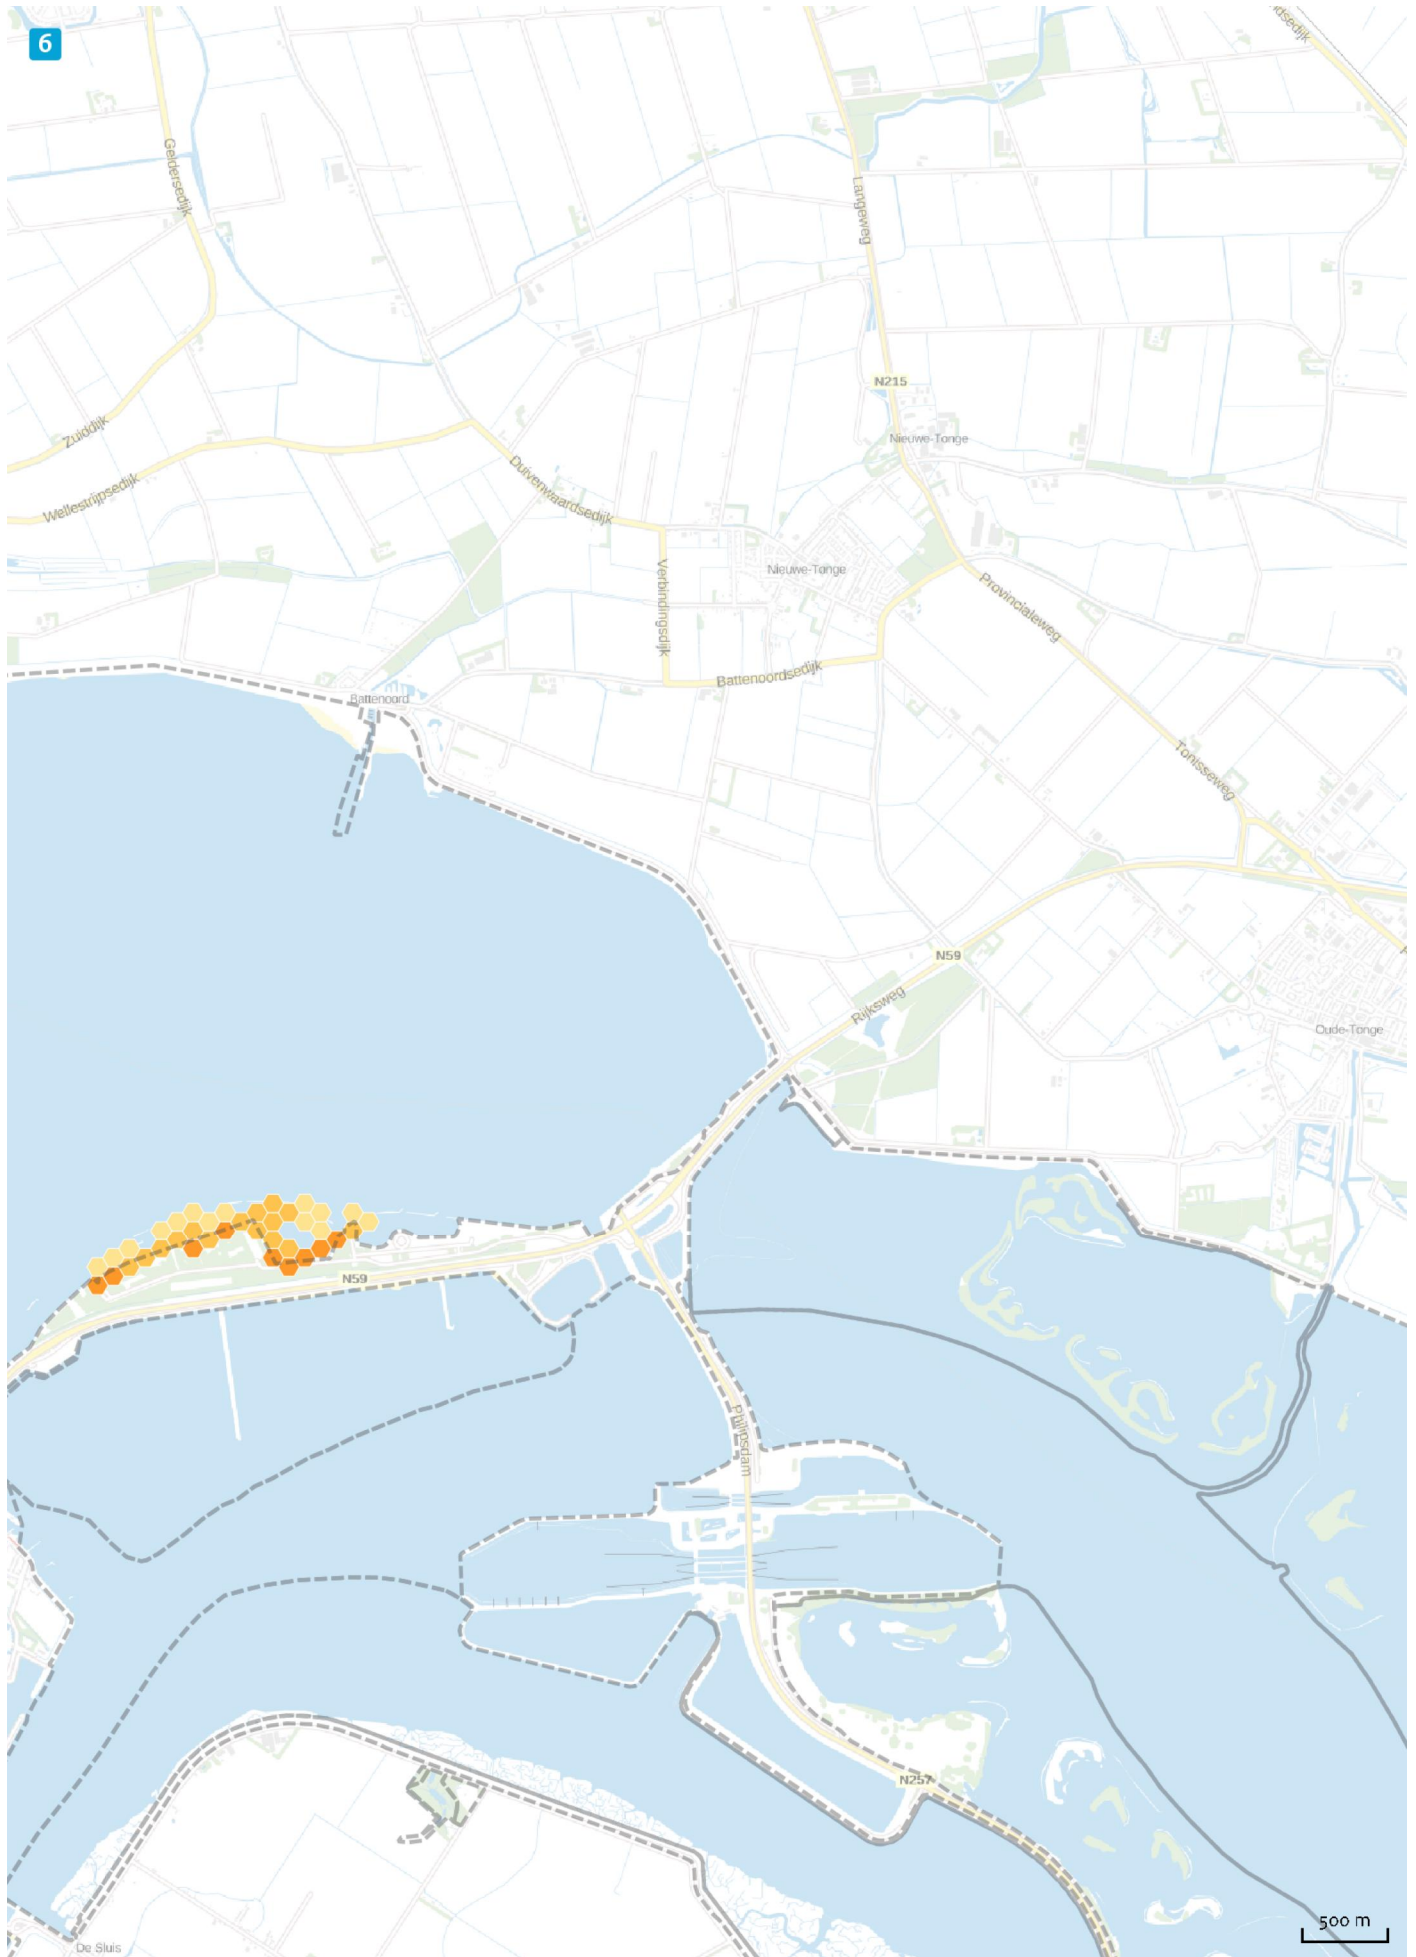 6
Geldersedijk
Langeweg
N215
Zuiddijk
Nieuwe-Tonge
Wellestrijpsedijk
Duivenwaardsedijk
Nieuwe-Tonge
Verbindingsdijk
Provincialeweg
Battenoordsedijk
Battenoord
Tonisseweg
N59
Rijksweg
Oude-Tonge
N59
Philipsdam
N257
500 m
De Sluis